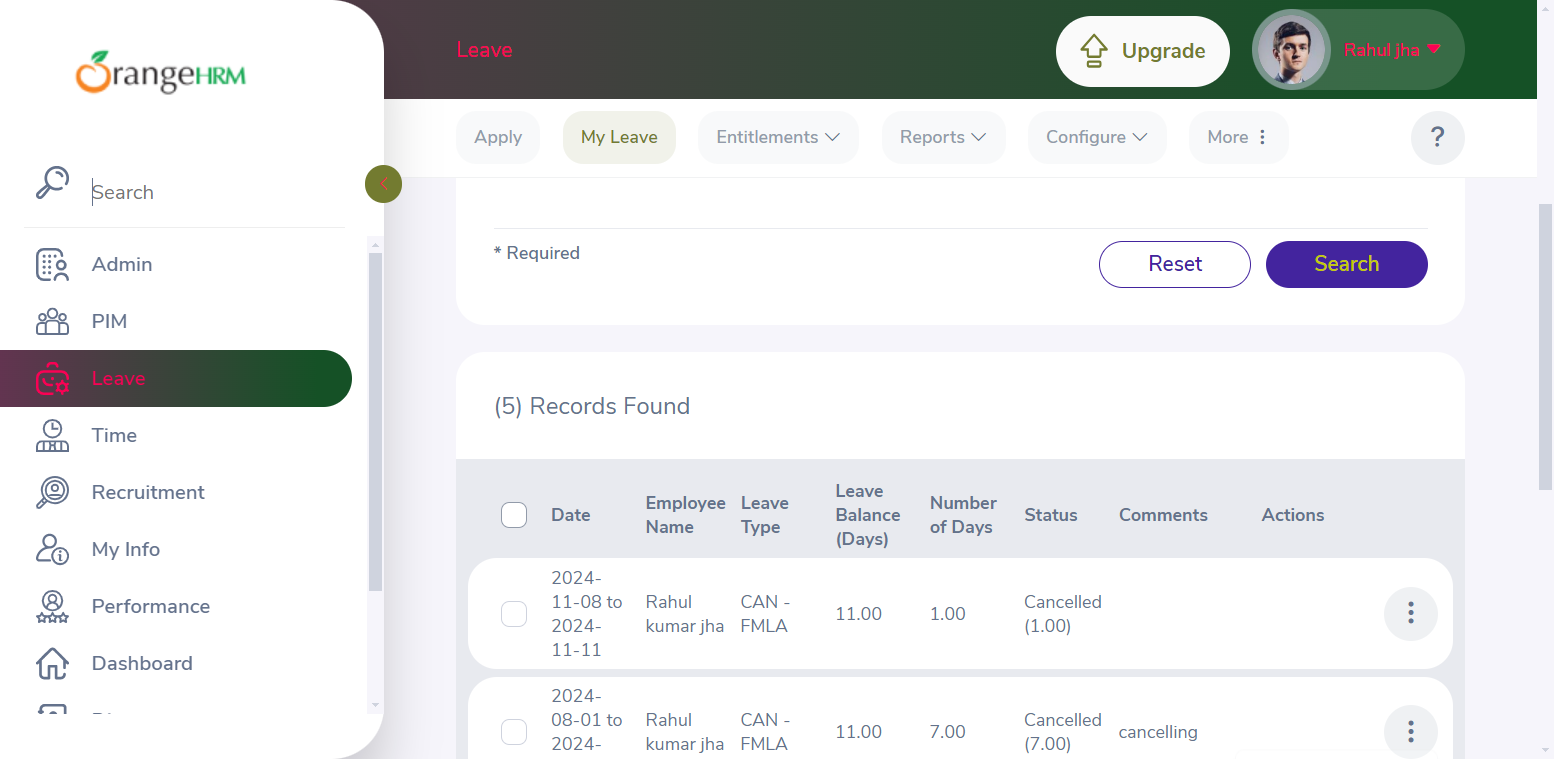 OrangeHRM
Search
Admin
PIM
Leave
Time
Recruitment
My Info
Performance
Dashboard
Leave
Upgrade
Rahul jha
Apply
My Leave
Entitlements
Reports
Configure
More
?
* Required
Reset
Search
(5) Records Found
Date
Employee Name
Leave Type
Leave Balance (Days)
Number of Days
Status
Comments
Actions
2024-
11-08 to
2024-
11-11
Rahul
kumar jha
CAN -
FMLA
11.00
1.00
Cancelled
(1.00)
2024-
08-01 to
2024-
Rahul
kumar jha
CAN -
FMLA
11.00
7.00
Cancelled
(7.00)
cancelling